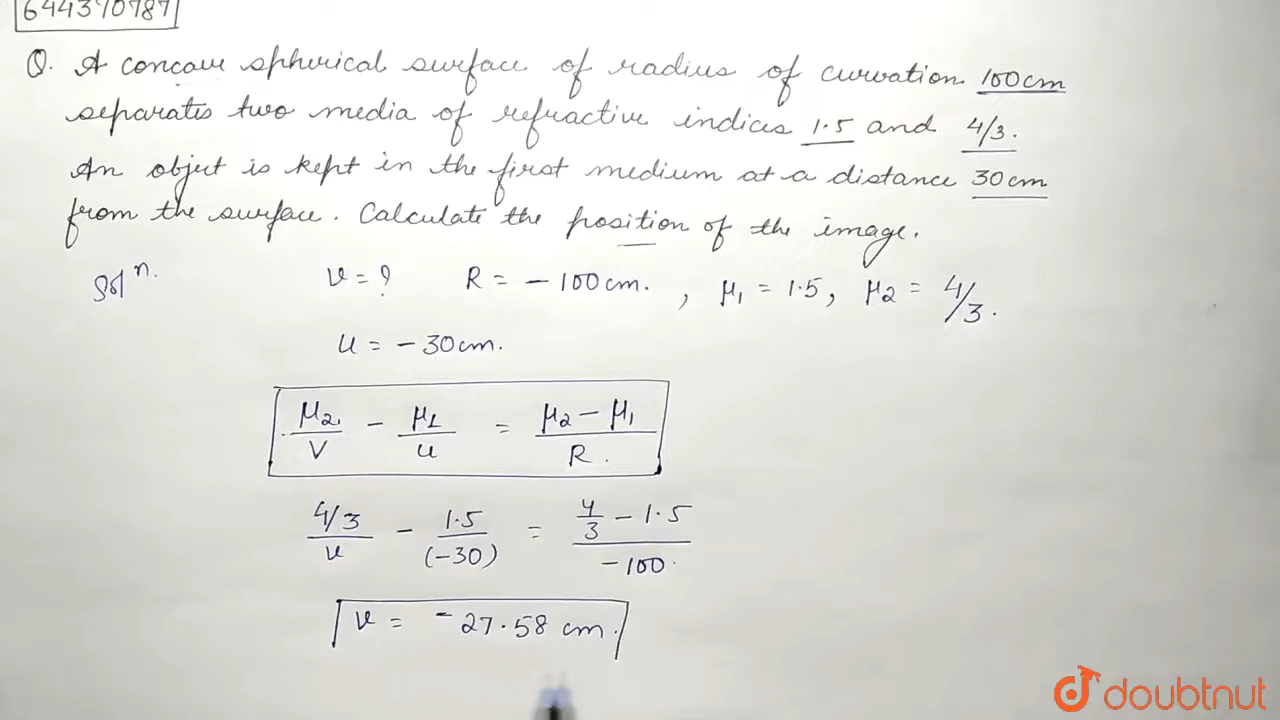 644370787
Q. A concave spherical surface of radius of curvation 100cm
separates two media of refractive indices 1.5 and 4/3.
An object is kept in the first medium at a distance 30cm
from the surface. Calculate the position of the image.
Solⁿ. v = ? R = - 100cm. , μ₁ = 1.5, μ₂ = 4/3.
u = - 30cm.
μ₂/v - μ₁/u = μ₂ - μ₁/R.
4/3/v - 1.5/(-30) = 4/3 - 1.5/-100
v = - 27.58 cm.
doubtnut